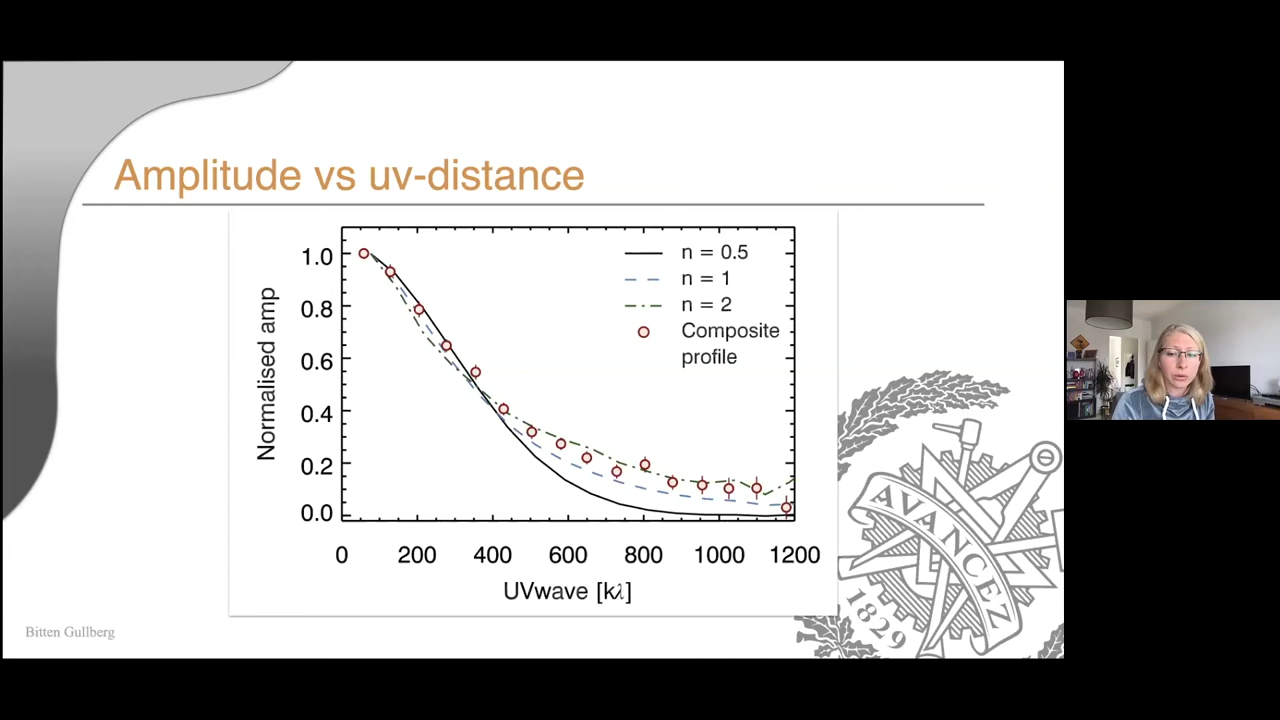 Amplitude vs uv-distance
n = 0.5
n = 1
n = 2
Composite
profile
Normalised amp
1.0
0.8
0.6
0.4
0.2
0.0
0 200 400 600 800 1000 1200
UVwave [kλ]
AVANCEZ
1829
Bitten Gullberg